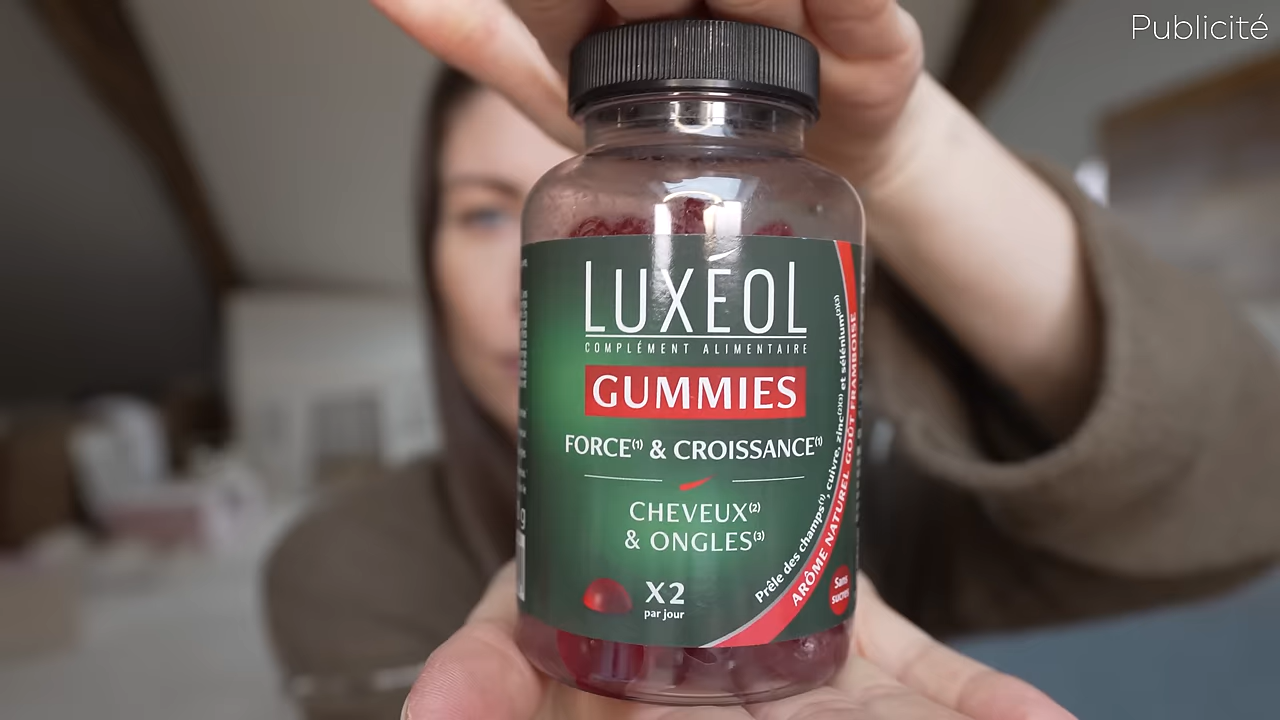 Publicité
LUXÉOL
COMPLÉMENT ALIMENTAIRE
GUMMIES
FORCE⁽¹⁾ & CROISSANCE⁽¹⁾
CHEVEUX⁽²⁾
& ONGLES⁽³⁾
X2
par jour
Prêle des champs⁽¹⁾, cuivre, zinc⁽²⁾⁽³⁾ et sélénium⁽²⁾⁽³⁾
ARÔME NATUREL GOÛT FRAMBOISE
Sans
sucres